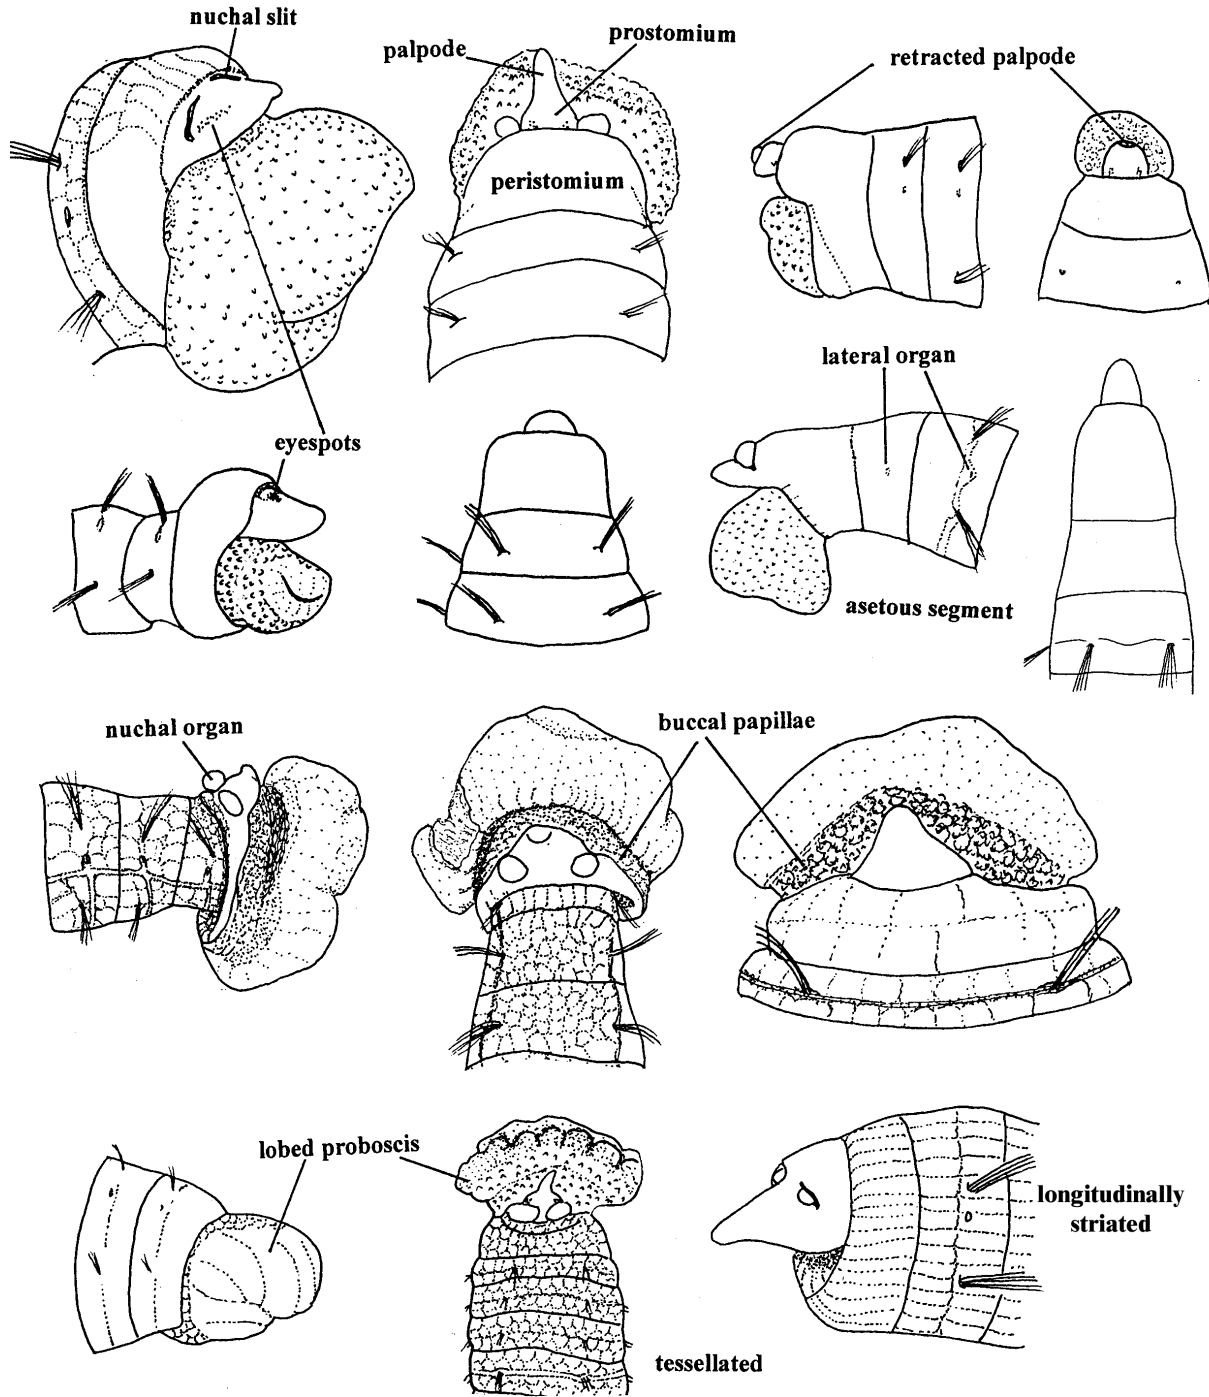 nuchal slit
palpode
prostomium
retracted palpode
peristomium
lateral organ
eyespots
asetous segment
nuchal organ
buccal papillae
lobed proboscis
longitudinally
striated
tessellated